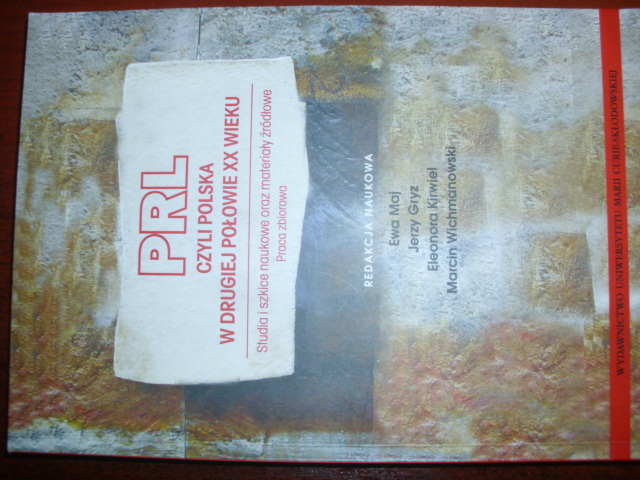 PRL
CZYLI POLSKA
W DRUGIEJ POŁOWIE XX WIEKU
Studia i szkice naukowe oraz materiały źródłowe
Praca zbiorowa
REDAKCJA NAUKOWA
Ewa Maj
Jerzy Gryz
Eleonora Kirwiel
Marcin Wichmanowski
WYDAWNICTWO UNIWERSYTETU MARII CURIE-SKŁODOWSKIEJ